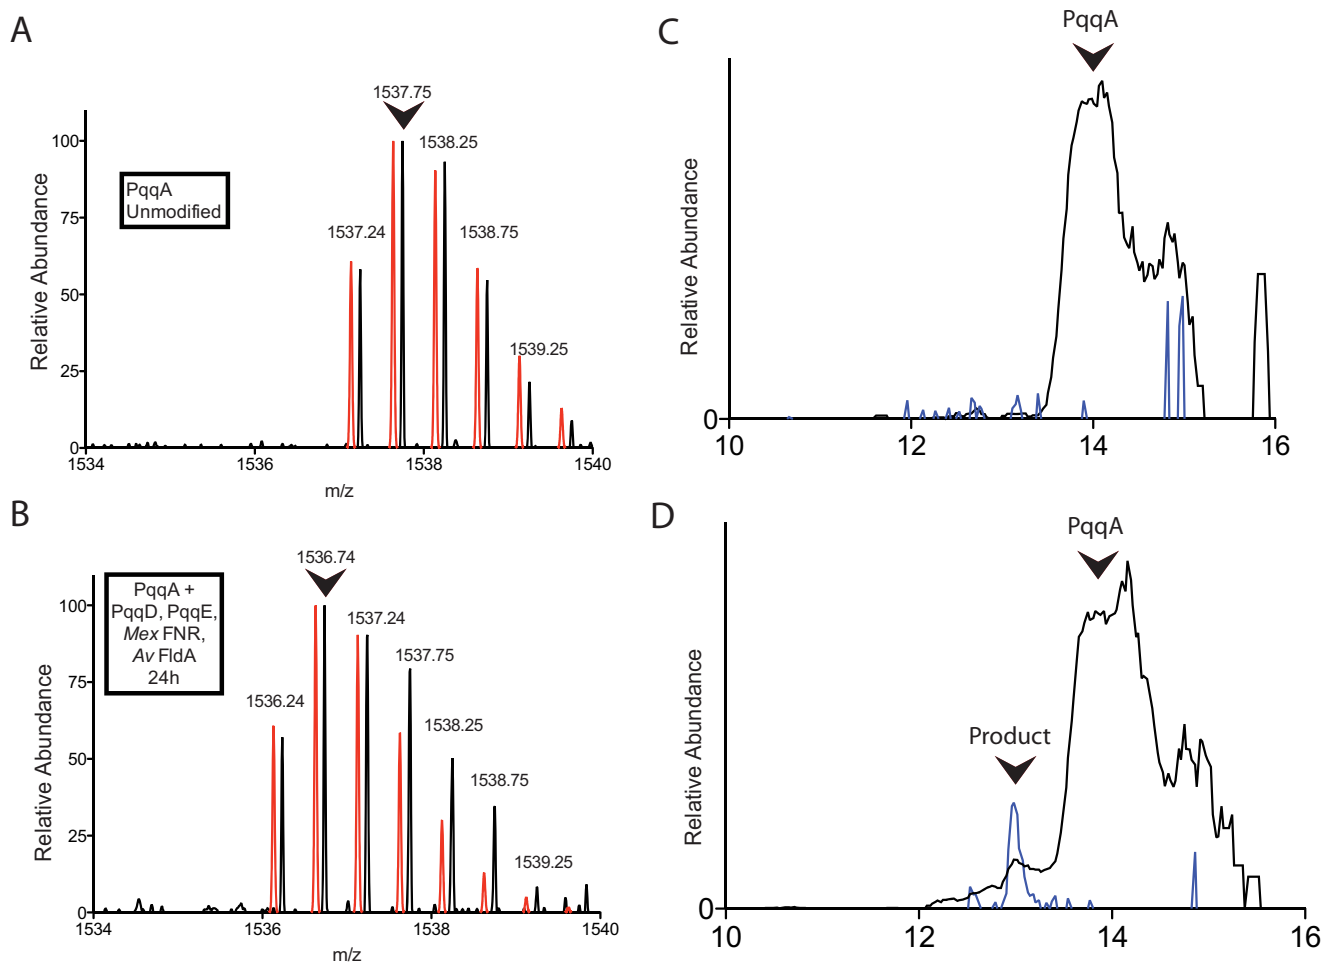 A
1537.75
1538.25
100
PqqA
Unmodified
75
1537.24
1538.75
50
1539.25
25
0
1534
1536
1538
1540
Relative Abundance
m/z
B
1536.74
PqqA +
PqqD, PqqE,
Mex FNR,
Av FldA
24h
100
1537.24
1537.75
75
1536.24
1538.25
50
1538.75
25
1539.25
0
1534
1536
1538
1540
Relative Abundance
m/z
C
PqqA
Relative Abundance
0
10
12
14
16
D
PqqA
Product
Relative Abundance
0
10
12
14
16